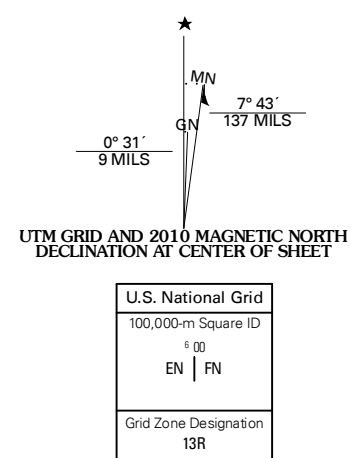 ★
MN
7° 43´
137 MILS
GN
0° 31´
9 MILS
UTM GRID AND 2010 MAGNETIC NORTH
DECLINATION AT CENTER OF SHEET
U.S. National Grid
100,000-m Square ID
6 00
EN | FN
Grid Zone Designation
13R